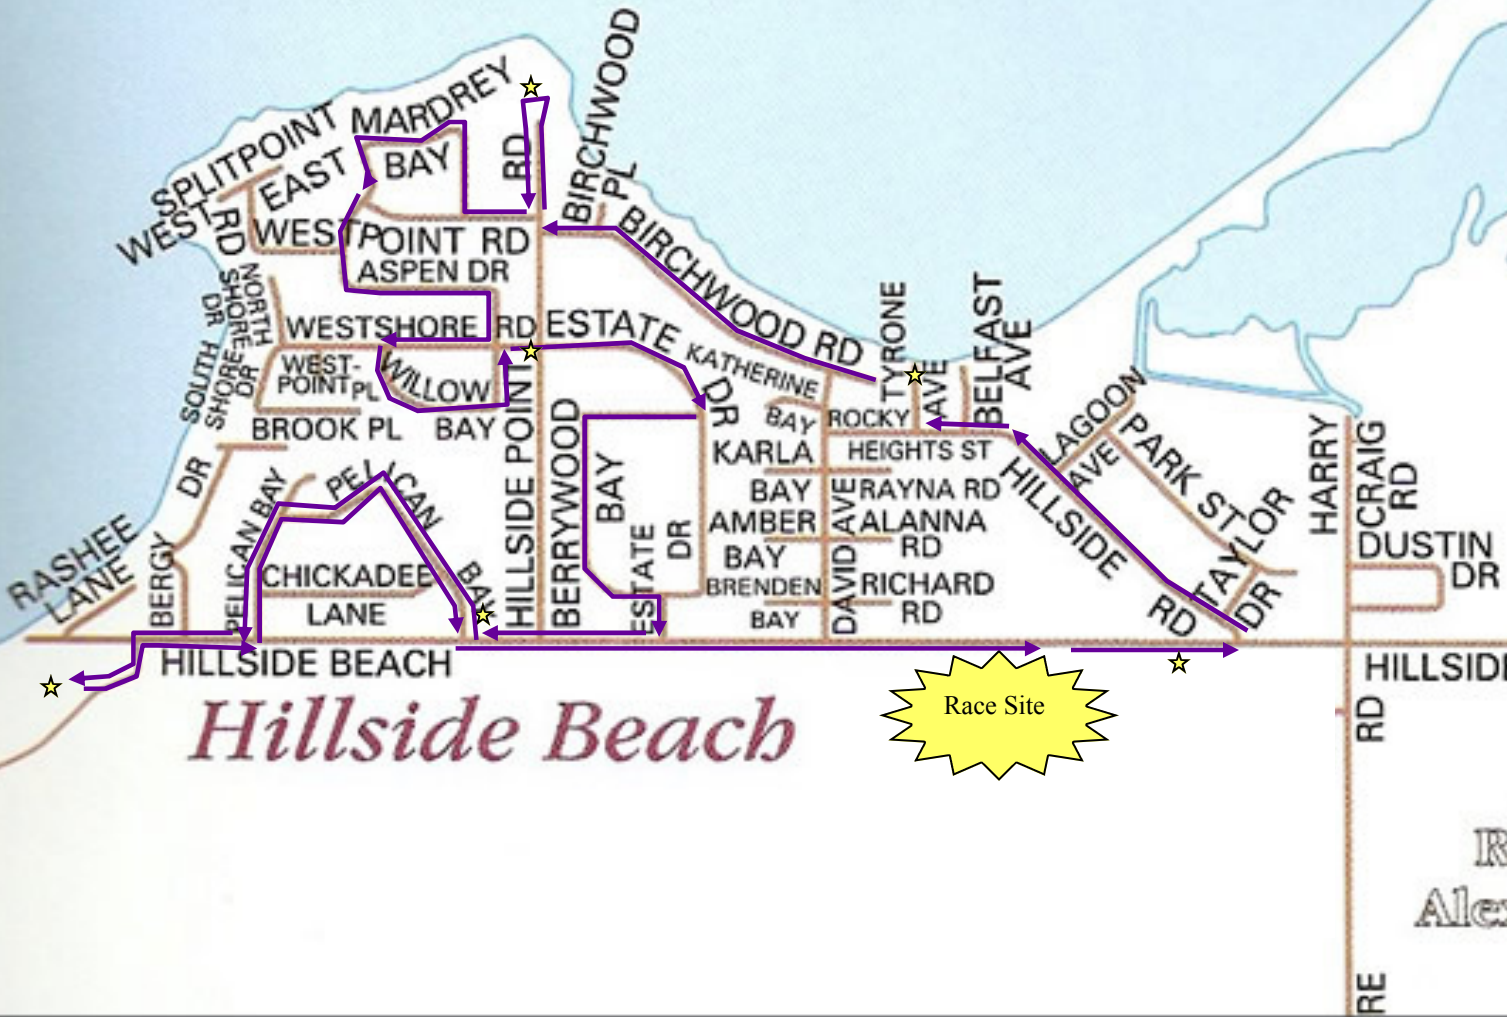 BIRCHWOOD
PL
MARDREY
BAY
SPLITPOINT
RD
EAST
WEST
WESTPOINT RD
ASPEN DR
RD
BIRCHWOOD RD
NORTH
SHORE
DR
SOUTH
SHORE
DR
WESTSHORE RD
ESTATE
DR
KATHERINE
BAY
TYRONE
AVE
BELFAST
AVE
WEST-
POINT PL
WILLOW
BAY
BROOK PL
ROCKY
HEIGHTS ST
LAGOON
AVE
PARK ST
HARRY
CRAIG
RD
KARLA
BAY
RAYNA RD
AMBER
BAY
ALANNA
RD
BRENDEN
BAY
RICHARD
RD
DAVID AVE
HILLSIDE
RD
TAYLOR
DR
DUSTIN
DR
BERGY
DR
RASHEE
LANE
PELICAN BAY
PELICAN
BAY
CHICKADEE
LANE
HILLSIDE POINT
BERRYWOOD
BAY
ESTATE
DR
HILLSIDE BEACH
HILLSIDE
RD
Hillside Beach
Race Site
R
Alex
RE